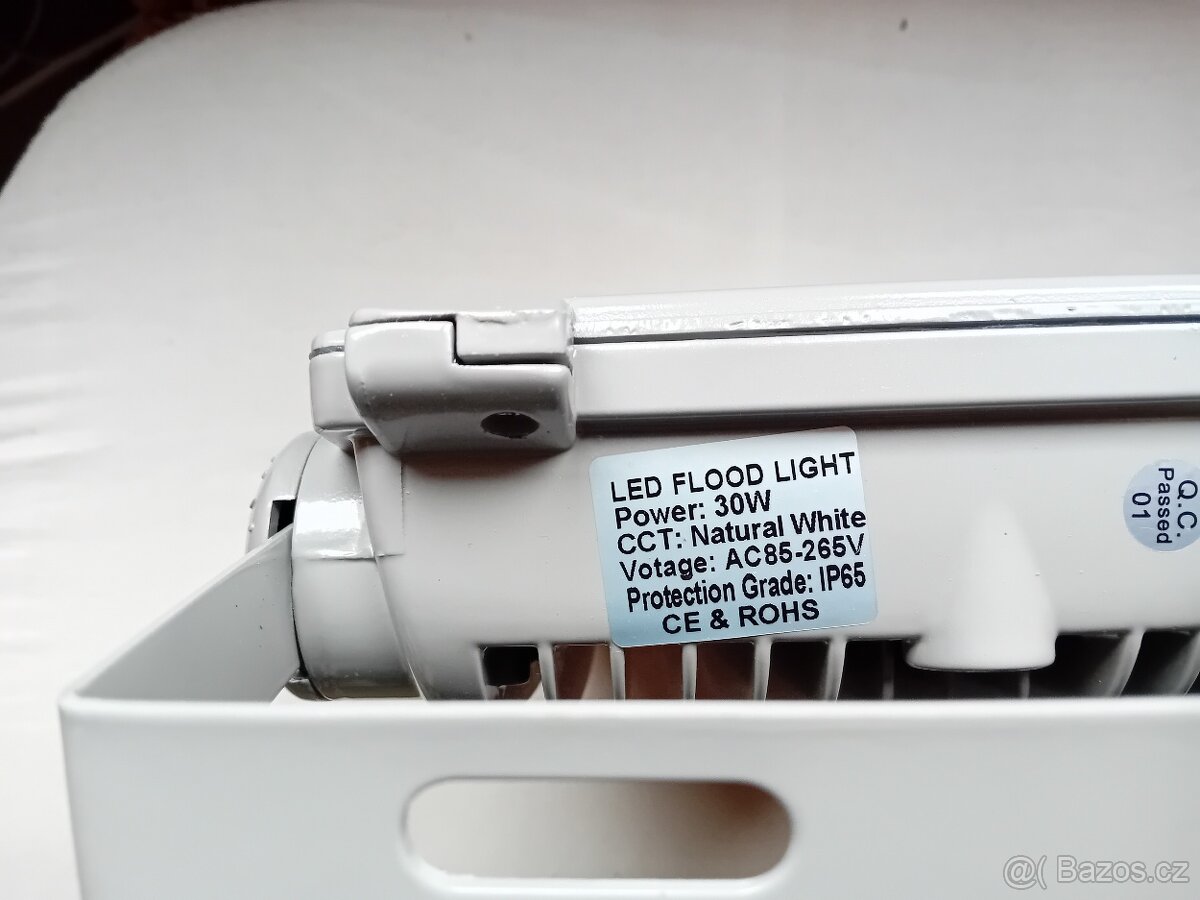 LED FLOOD LIGHT
Power: 30W
CCT: Natural White
Votage: AC85-265V
Protection Grade: IP65
CE & ROHS
Q.C.
Passed
01
@( Bazos.cz